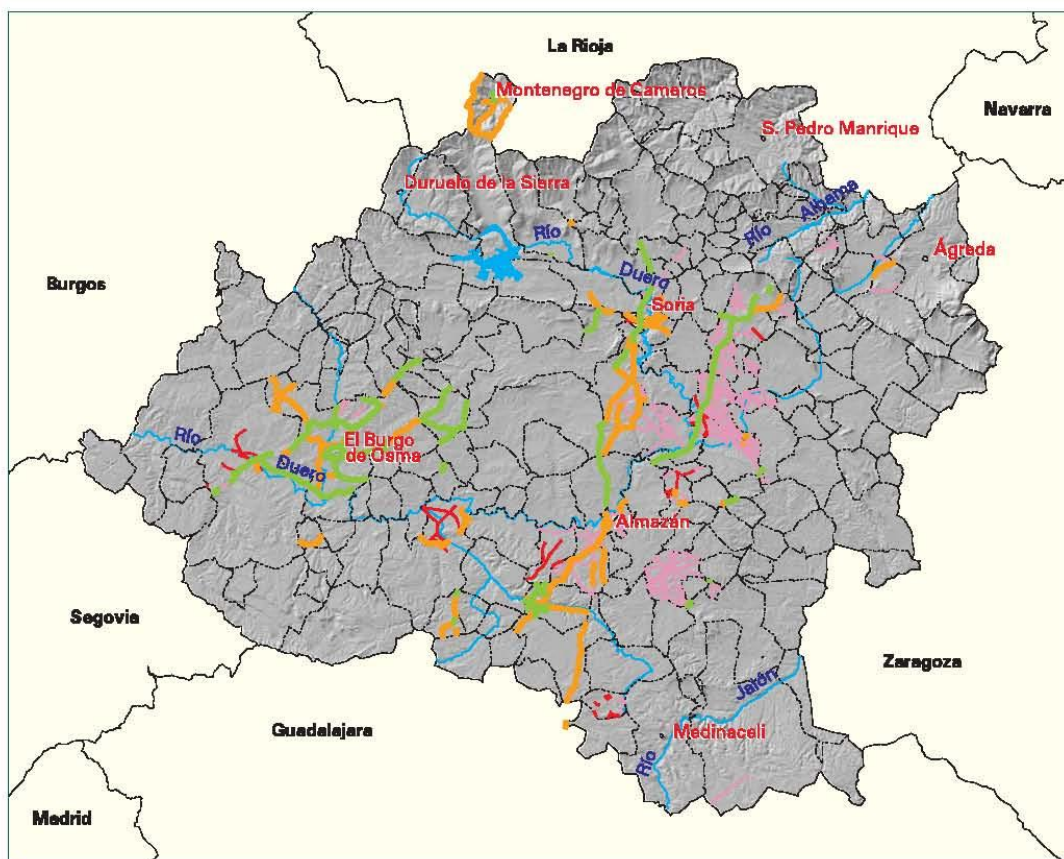 La Rioja
Montenegro de Cameros
Navarra
S. Pedro Manrique
Duruelo de la Sierra
Río Alhama
Río Duero
Ágreda
Burgos
Soria
El Burgo
de Osma
Río Duero
Almazán
Segovia
Zaragoza
Río Jalón
Guadalajara
Medinaceli
Madrid